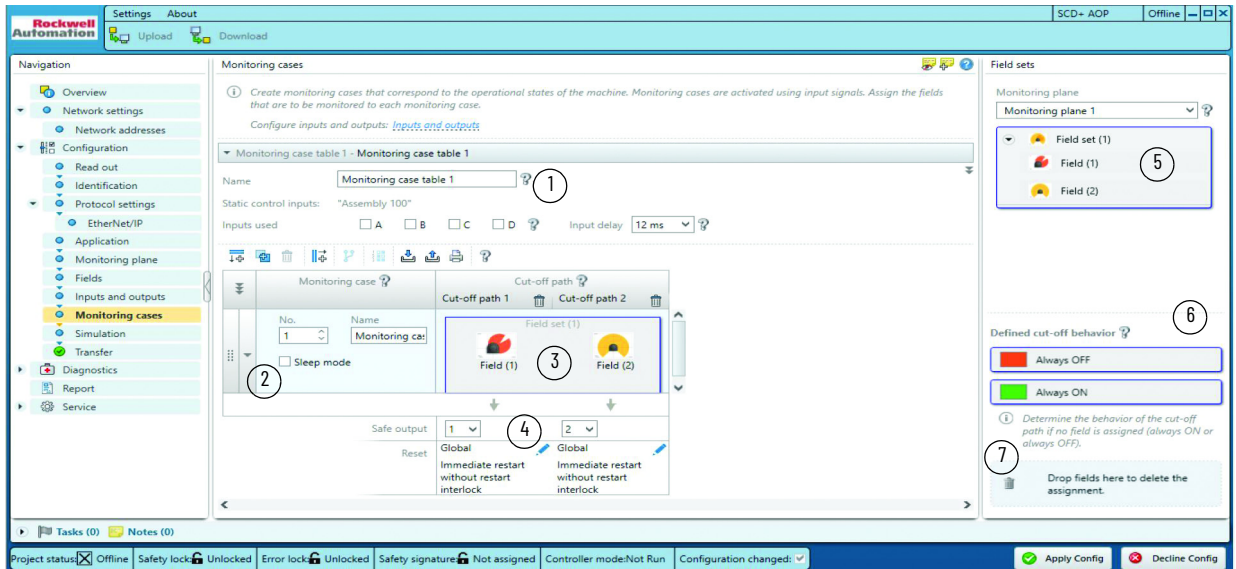 Rockwell
Automation
Settings About
SCD+ AOP
Offline
Upload
Download
Navigation
Overview
Network settings
Network addresses
Configuration
Read out
Identification
Protocol settings
EtherNet/IP
Application
Monitoring plane
Fields
Inputs and outputs
Monitoring cases
Simulation
Transfer
Diagnostics
Report
Service
Monitoring cases
Create monitoring cases that correspond to the operational states of the machine. Monitoring cases are activated using input signals. Assign the fields
that are to be monitored to each monitoring case.
Configure inputs and outputs: Inputs and outputs
Monitoring case table 1 - Monitoring case table 1
Name
Monitoring case table 1
1
Static control inputs: "Assembly 100"
Inputs used
A
B
C
D
Input delay
12 ms
Monitoring case
Cut-off path
Cut-off path 1
Cut-off path 2
No.
Name
1
Monitoring cas
Sleep mode
2
Field set (1)
Field (1)
3
Field (2)
Safe output
1
4
2
Reset
Global
Immediate restart
without restart
interlock
Global
Immediate restart
without restart
interlock
Field sets
Monitoring plane
Monitoring plane 1
Field set (1)
Field (1)
Field (2)
5
6
Defined cut-off behavior
Always OFF
Always ON
Determine the behavior of the cut-off
path if no field is assigned (always ON or
always OFF).
7
Drop fields here to delete the
assignment.
Tasks (0) Notes (0)
Project status: Offline
Safety lock: Unlocked
Error lock: Unlocked
Safety signature: Not assigned
Controller mode:Not Run
Configuration changed:
Apply Config
Decline Config